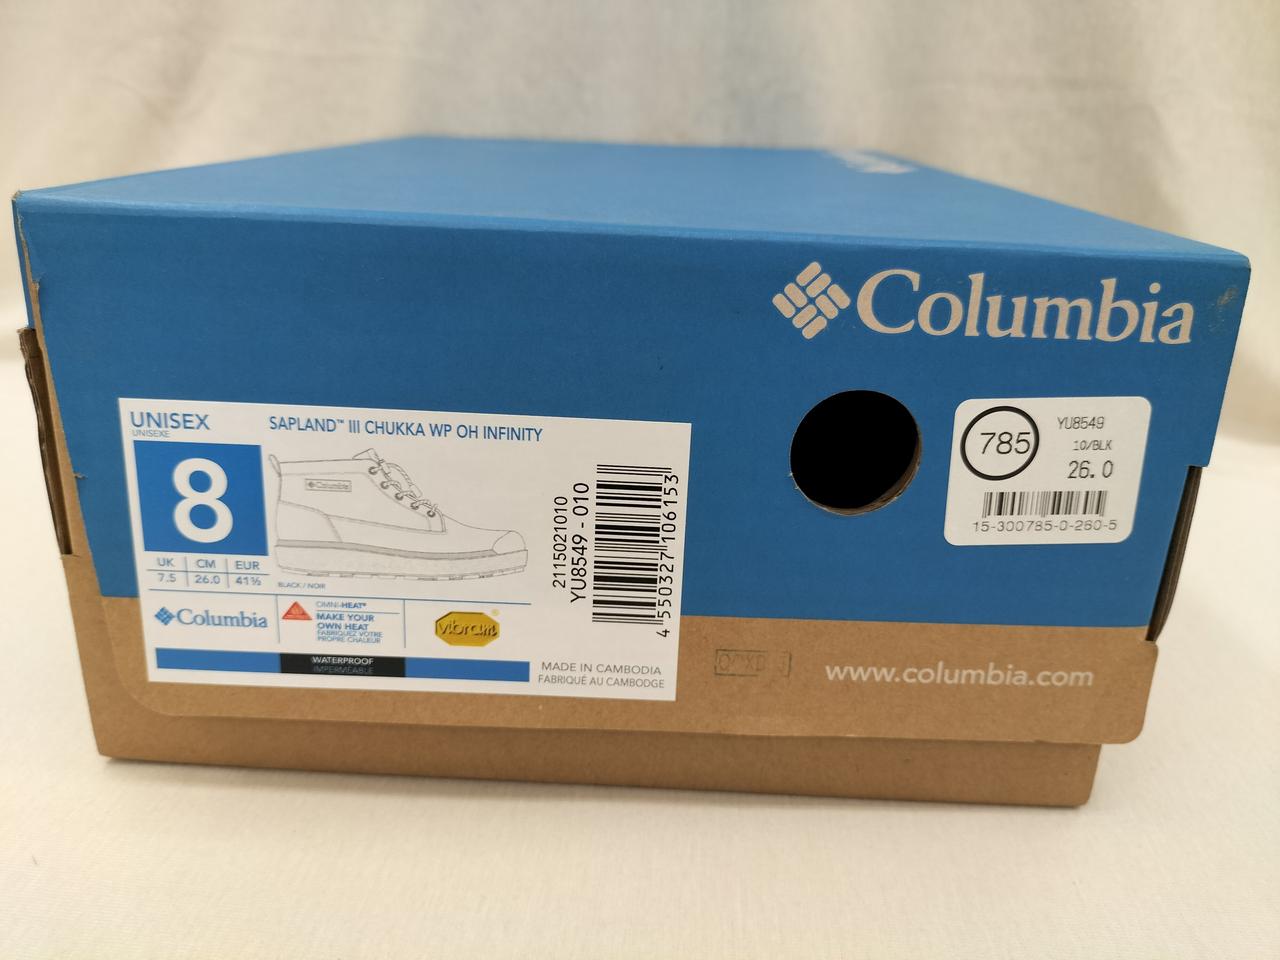 Columbia
UNISEX
UNISEXE
SAPLAND™ III CHUKKA WP OH INFINITY
8
UK CM EUR
7.5 26.0 41½
Columbia
BLACK / NOIR
2115021010
YU8549 - 010
4 550327 106153
Columbia
OMNI-HEAT®
MAKE YOUR
OWN HEAT
FABRIQUEZ VOTRE
PROPRE CHALEUR
vibram®
WATERPROOF
IMPERMÉABLE
MADE IN CAMBODIA
FABRIQUÉ AU CAMBODGE
785
YU8549
10/BLK
26.0
15-300785-0-260-5
www.columbia.com